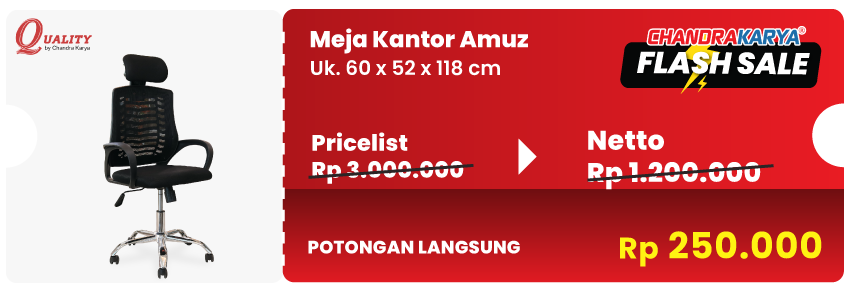 QUALITY
by Chandra Karya
Meja Kantor Amuz
Uk. 60 x 52 x 118 cm
CHANDRAKARYA®
FLASH SALE
Pricelist
Rp 3.000.000
Netto
Rp 1.200.000
POTONGAN LANGSUNG
Rp 250.000